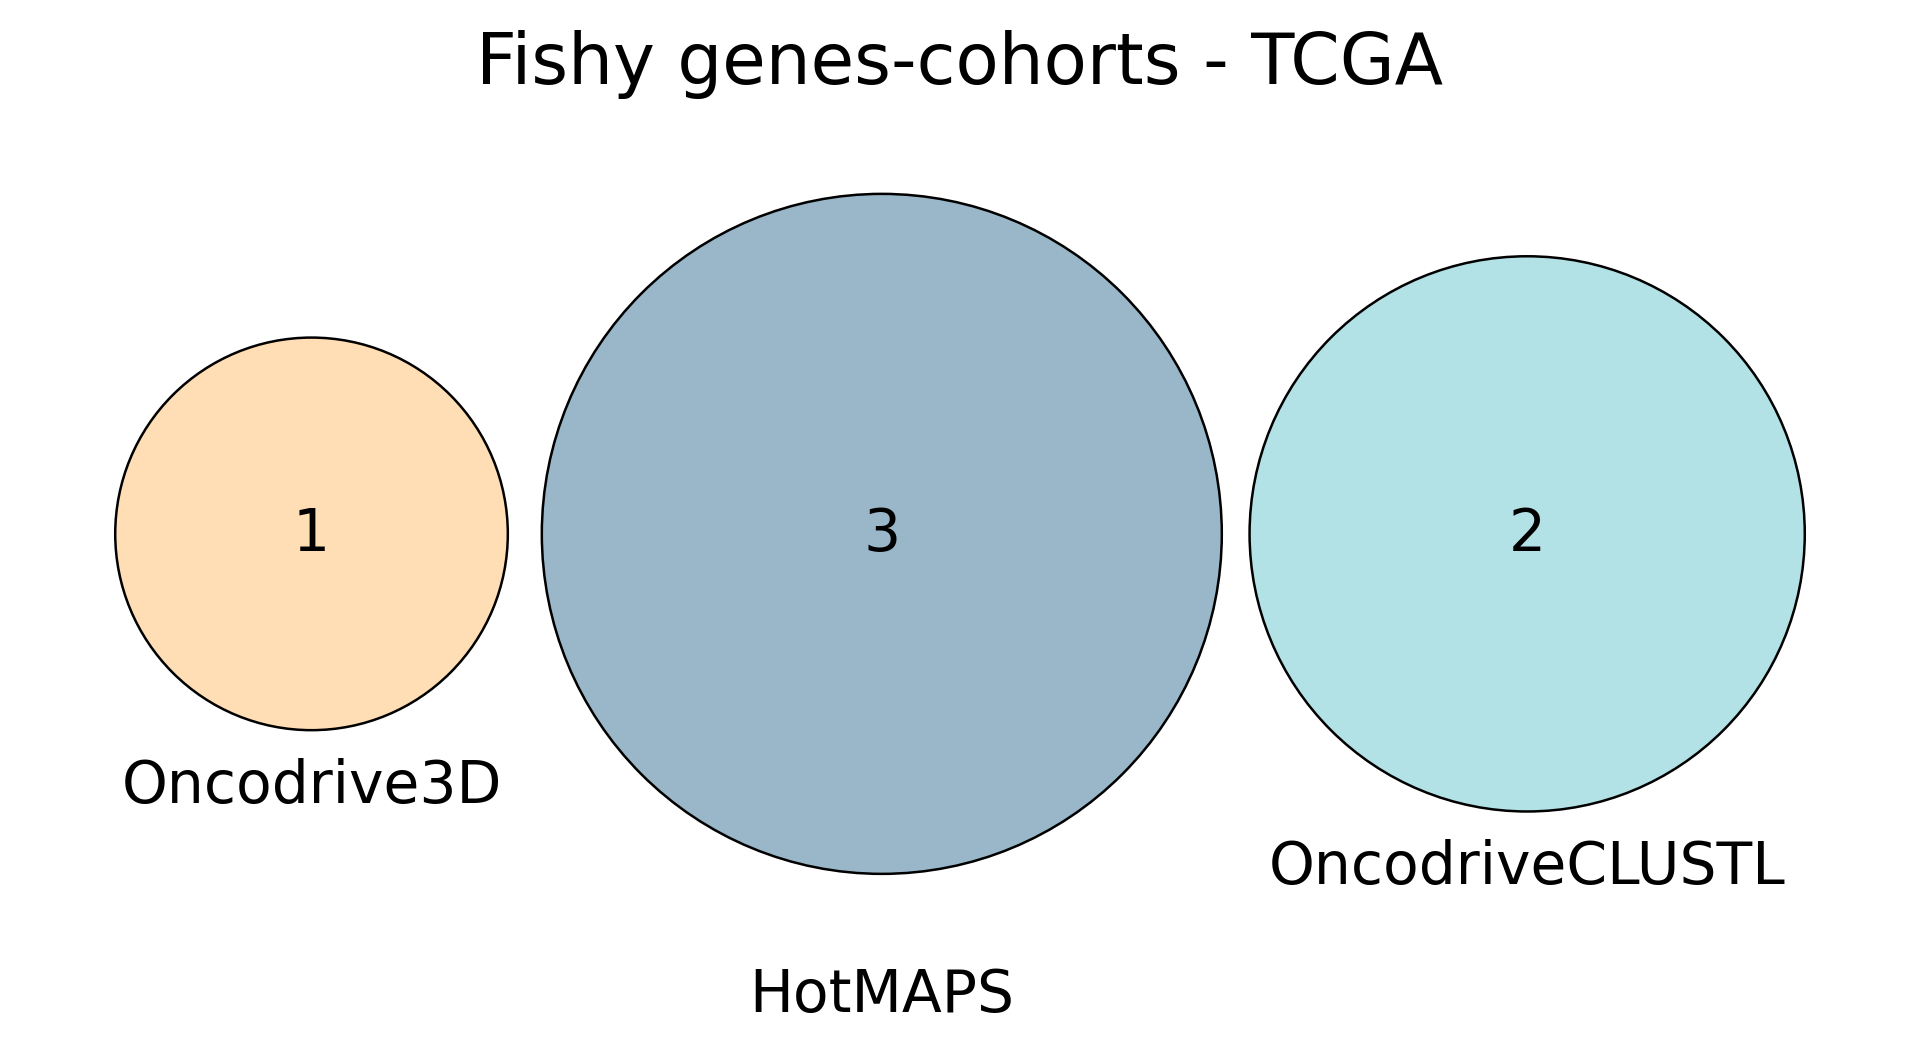 Fishy genes-cohorts - TCGA
1
3
2
Oncodrive3D
OncodriveCLUSTL
HotMAPS